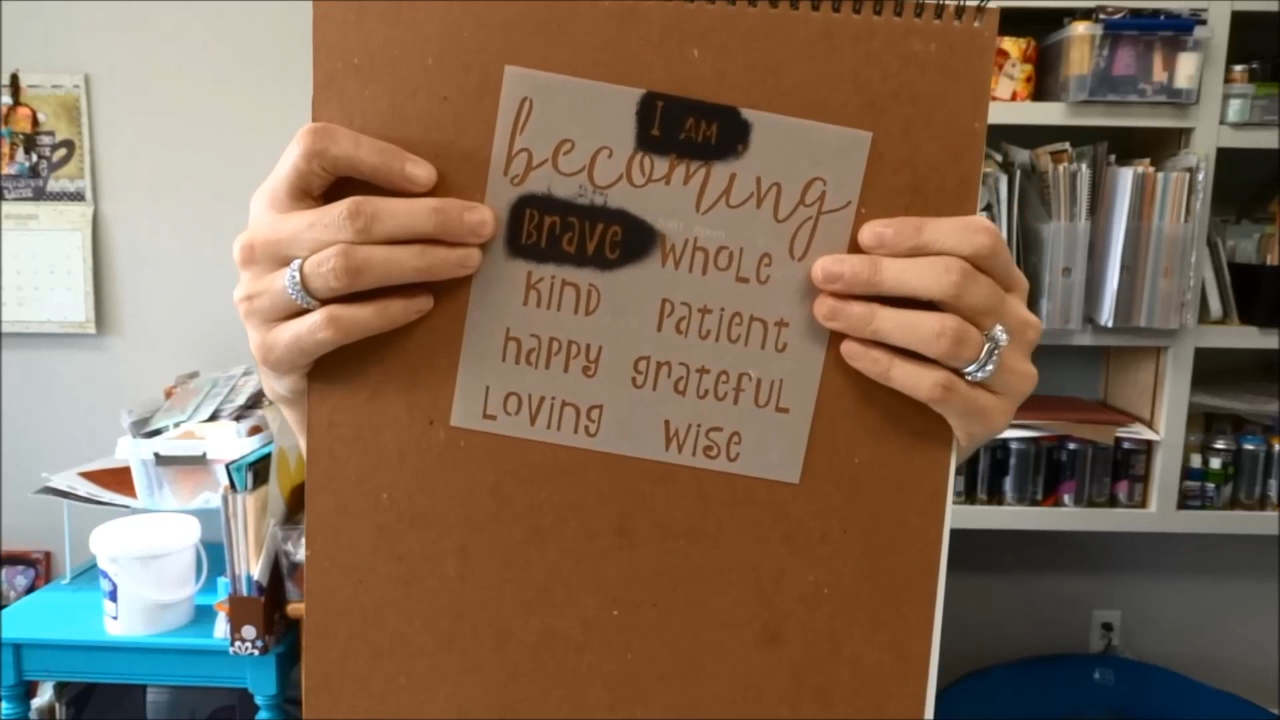 I AM
becoming
Brave whole
kind patient
happy grateful
Loving wise